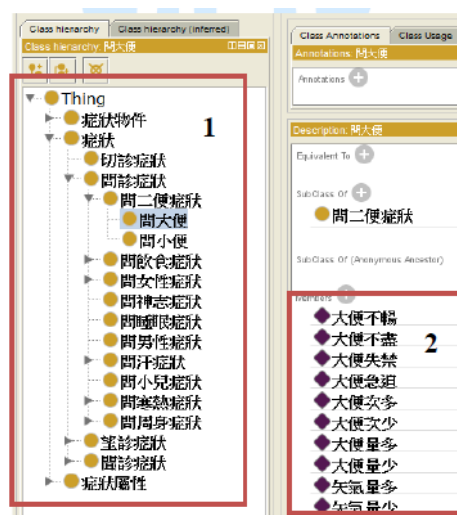 Class hierarchy
Class hierarchy (inferred)
Class hierarchy: 問大便
Thing
症狀物件
症狀
切診症狀
問診症狀
問二便症狀
問大便
問小便
問飲食症狀
問女性症狀
問神志症狀
問睡眠症狀
問男性症狀
問汗症狀
問小兒症狀
問寒熱症狀
問周身症狀
望診症狀
聞診症狀
症狀屬性
1
Class Annotations
Class Usage
Annotations: 問大便
Annotations
Description: 問大便
Equivalent To
SubClass Of
問二便症狀
SubClass Of (Anonymous Ancestor)
Members
大便不暢
大便不盡
大便失禁
大便急迫
大便次多
大便次少
大便量多
大便量少
矢氣量多
矢氣量少
2